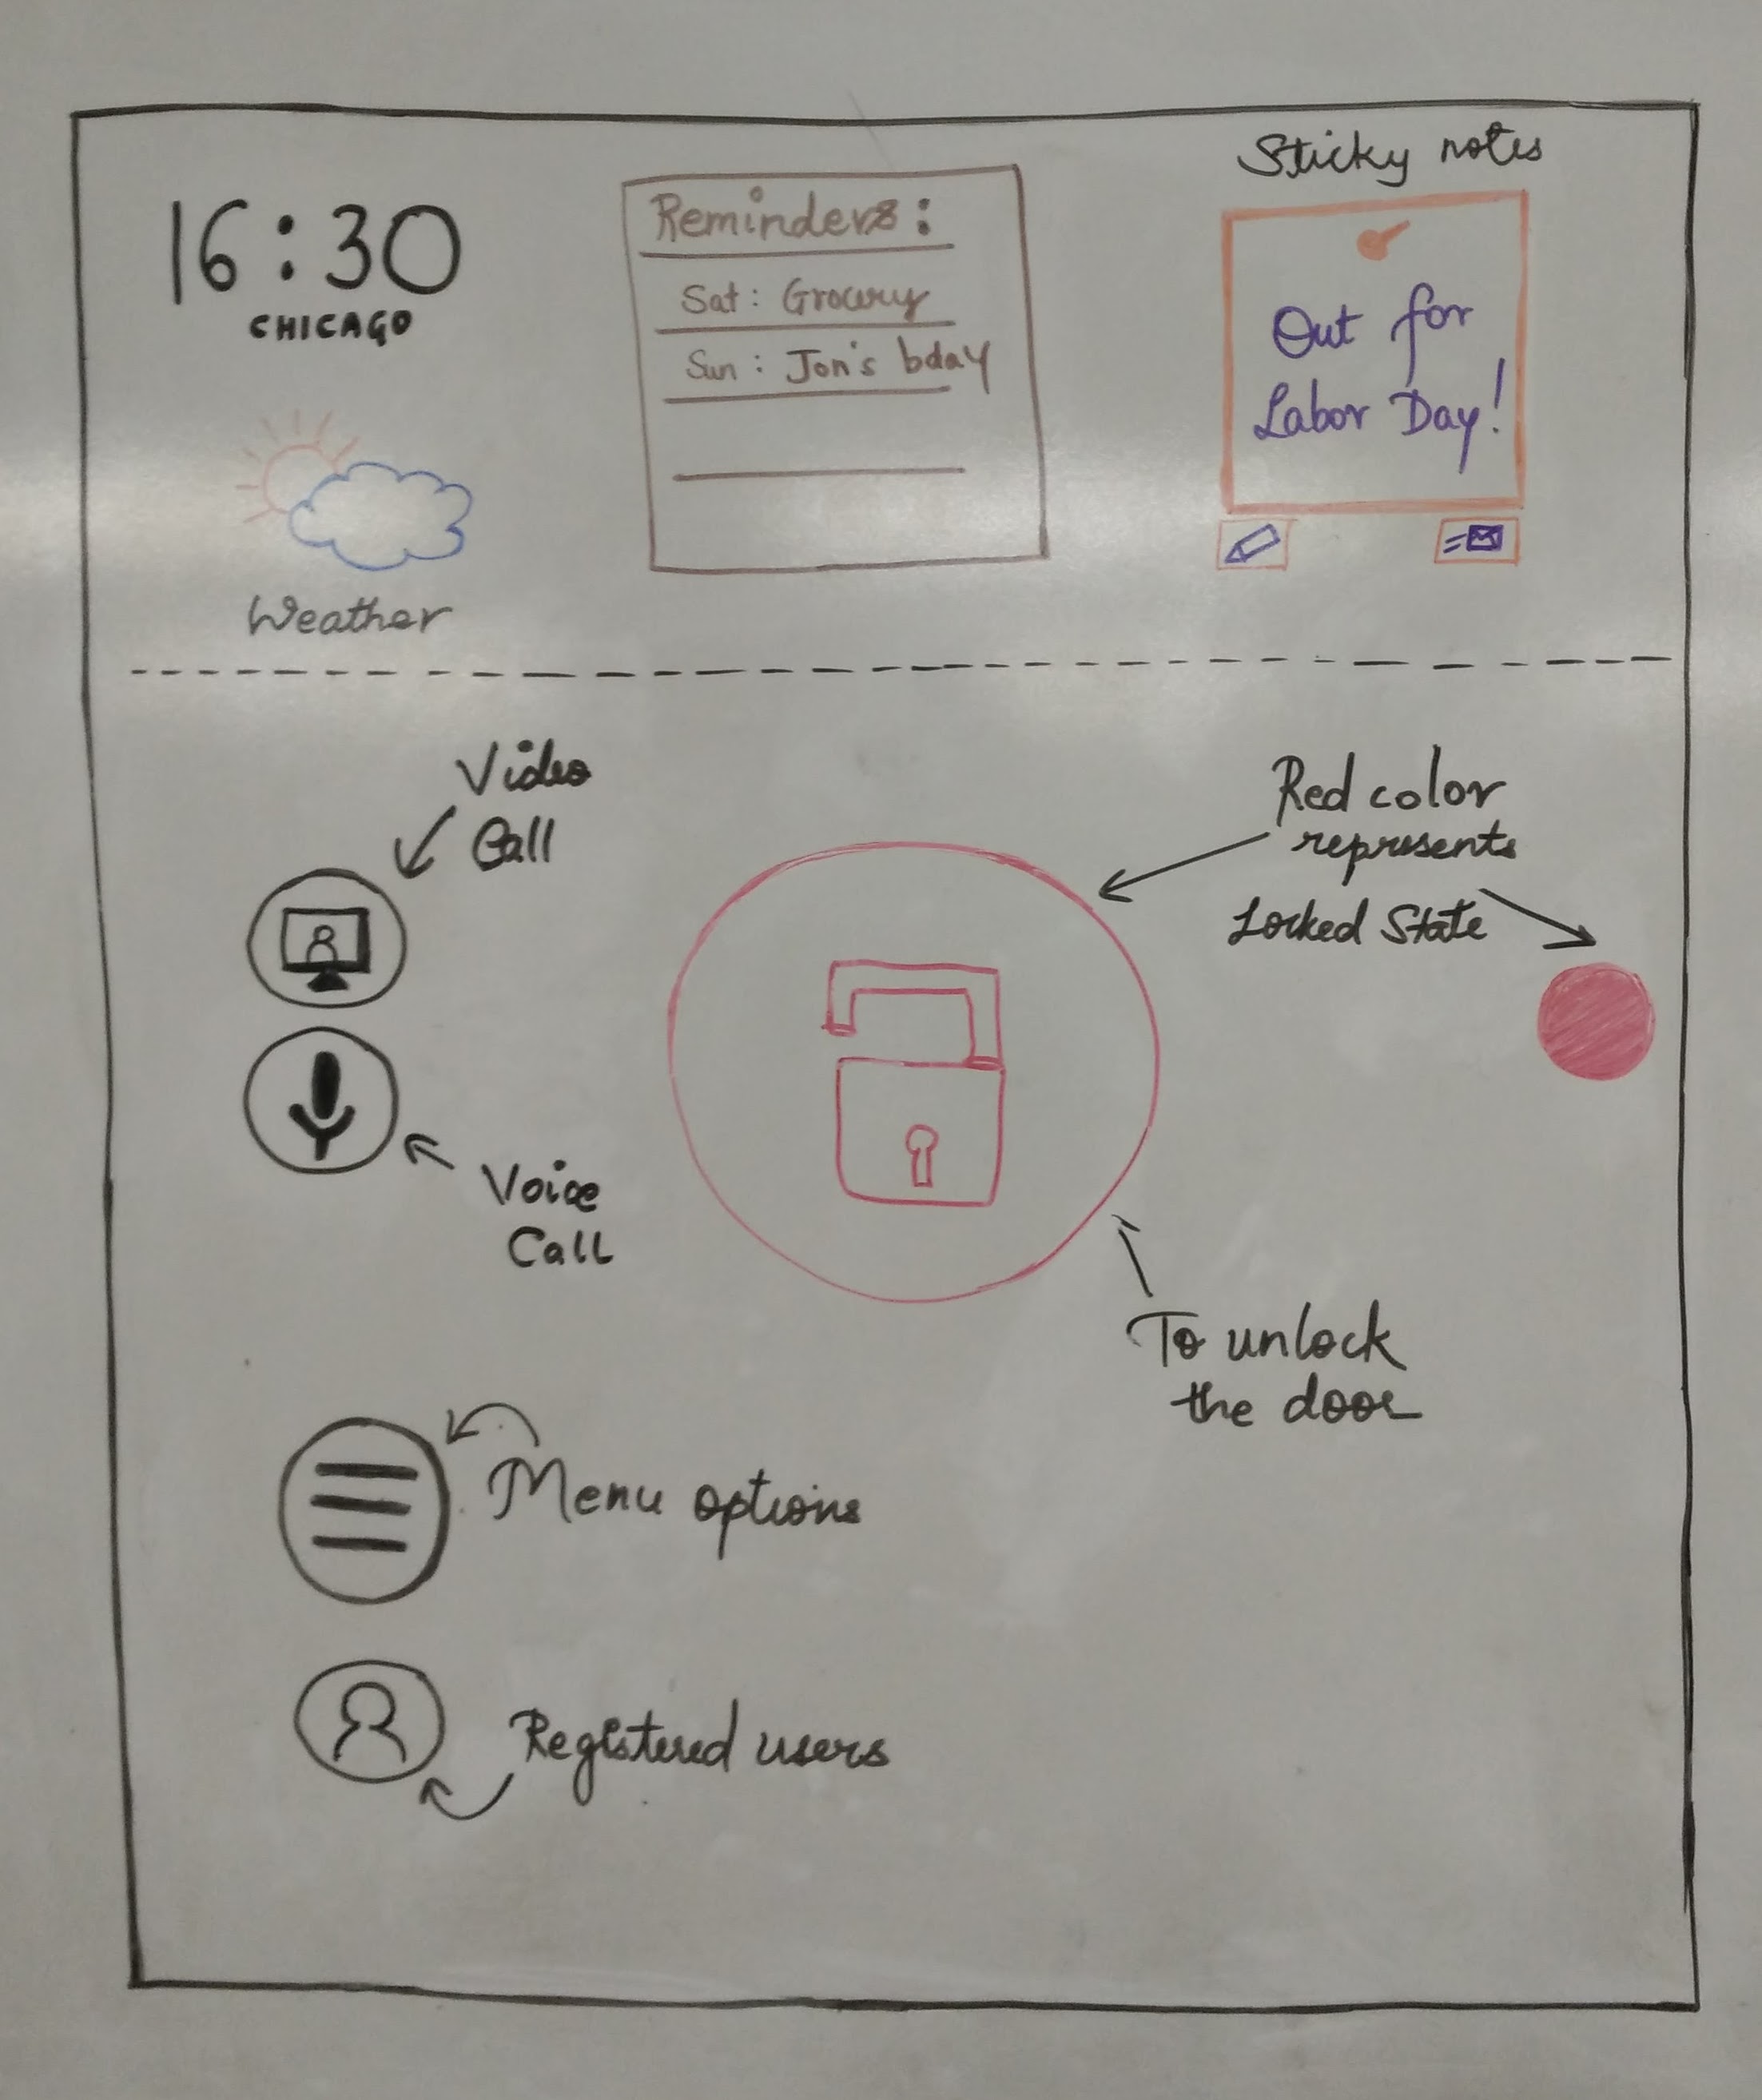 16:30
CHICAGO
Weather
Reminders:
Sat: Grocery
Sun: Jon's bday
Sticky notes
Out for
Labor Day!
Video
Call
Voice
Call
Red color
represents
Locked State
To unlock
the door
Menu options
Registered users